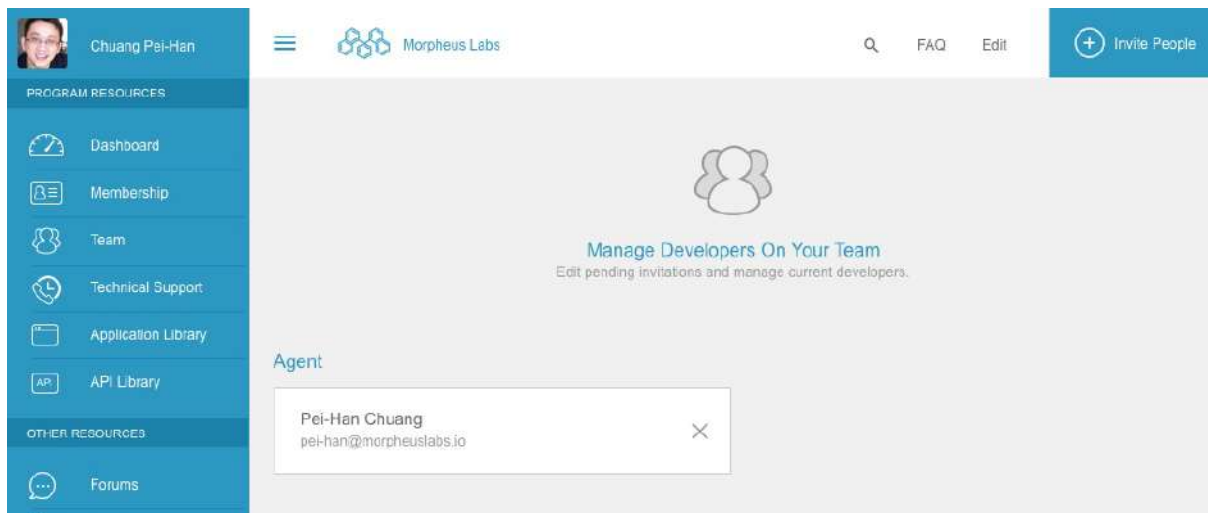 Chuang Pei-Han
Morpheus Labs
FAQ
Edit
Invite People
PROGRAM RESOURCES
Dashboard
Membership
Team
Technical Support
Application Library
API
API Library
OTHER RESOURCES
Forums
Manage Developers On Your Team
Edit pending invitations and manage current developers.
Agent
Pei-Han Chuang
pei-han@morpheuslabs.io